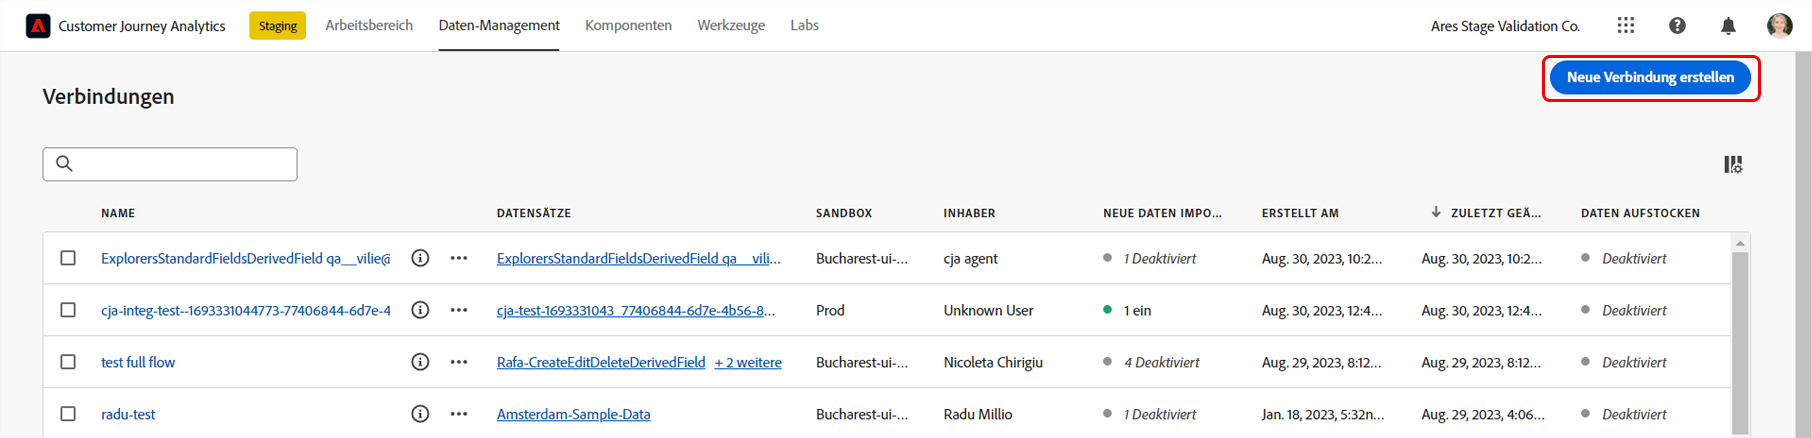 Customer Journey Analytics Staging Arbeitsbereich Daten-Management Komponenten Werkzeuge Labs Ares Stage Validation Co.
Neue Verbindung erstellen
Verbindungen
NAME DATENSÄTZE SANDBOX INHABER NEUE DATEN IMPO... ERSTELLT AM ZULETZT GEÄ... DATEN AUFSTOCKEN
ExplorersStandardFieldsDerivedField qa__vilie@ ExplorersStandardFieldsDerivedField qa__vili... Bucharest-ui-... cja agent 1 Deaktiviert Aug. 30, 2023, 10:2... Aug. 30, 2023, 10:2... Deaktiviert
cja-integ-test--1693331044773-77406844-6d7e-4 cja-test-1693331043_77406844-6d7e-4b56-8... Prod Unknown User 1 ein Aug. 30, 2023, 12:4... Aug. 30, 2023, 12:4... Deaktiviert
test full flow Rafa-CreateEditDeleteDerivedField + 2 weitere Bucharest-ui-... Nicoleta Chirigiu 4 Deaktiviert Aug. 29, 2023, 8:12... Aug. 29, 2023, 8:12... Deaktiviert
radu-test Amsterdam-Sample-Data Bucharest-ui-... Radu Millio 1 Deaktiviert Jan. 18, 2023, 5:32n... Aug. 29, 2023, 4:06... Deaktiviert